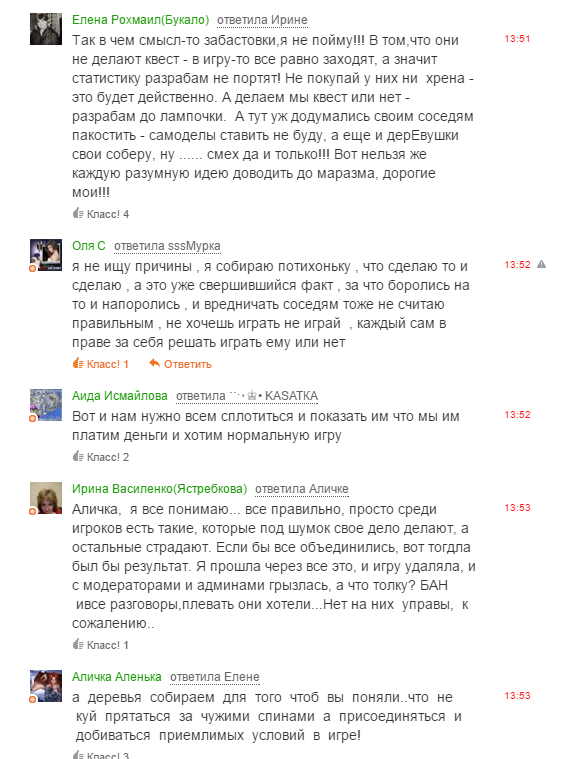 Елена Рохмаил(Букало) ответила Ирине
Так в чем смысл-то забастовки,я не пойму!!! В том,что они 13:51
не делают квест - в игру-то все равно заходят, а значит
статистику разрабам не портят! Не покупай у них ни хрена -
это будет действенно. А делаем мы квест или нет -
разрабам до лампочки. А тут уж додумались своим соседям
пакостить - самоделы ставить не буду, а еще и дерЕвушки
свои соберу, ну ...... смех да и только!!! Вот нельзя же
каждую разумную идею доводить до маразма, дорогие
мои!!!
Класс! 4
Оля С ответила sssМурка
я не ищу причины , я собираю потихоньку , что сделаю то и 13:52
сделаю , а это уже свершившийся факт , за что боролись на
то и напоролись , и вредничать соседям тоже не считаю
правильным , не хочешь играть не играй , каждый сам в
праве за себя решать играть ему или нет
Класс! 1 Ответить
Аида Исмайлова ответила ♔• KASATKA
Вот и нам нужно всем сплотиться и показать им что мы им 13:52
платим деньги и хотим нормальную игру
Класс! 2
Ирина Василенко(Ястребкова) ответила Аличке
Аличка, я все понимаю... все правильно, просто среди 13:53
игроков есть такие, которые под шумок свое дело делают, а
остальные страдают. Если бы все объединились, вот тогдла
был бы результат. Я прошла через все это, и игру удаляла, и
с модераторами и админами грызлась, а что толку? БАН
ивсе разговоры,плевать они хотели...Нет на них управы, к
сожалению..
Класс! 1
Аличка Аленька ответила Елене
а деревья собираем для того чтоб вы поняли..что не 13:53
куй прятаться за чужими спинами а присоединяться и
добиваться приемлимых условий в игре!
Класс! 3